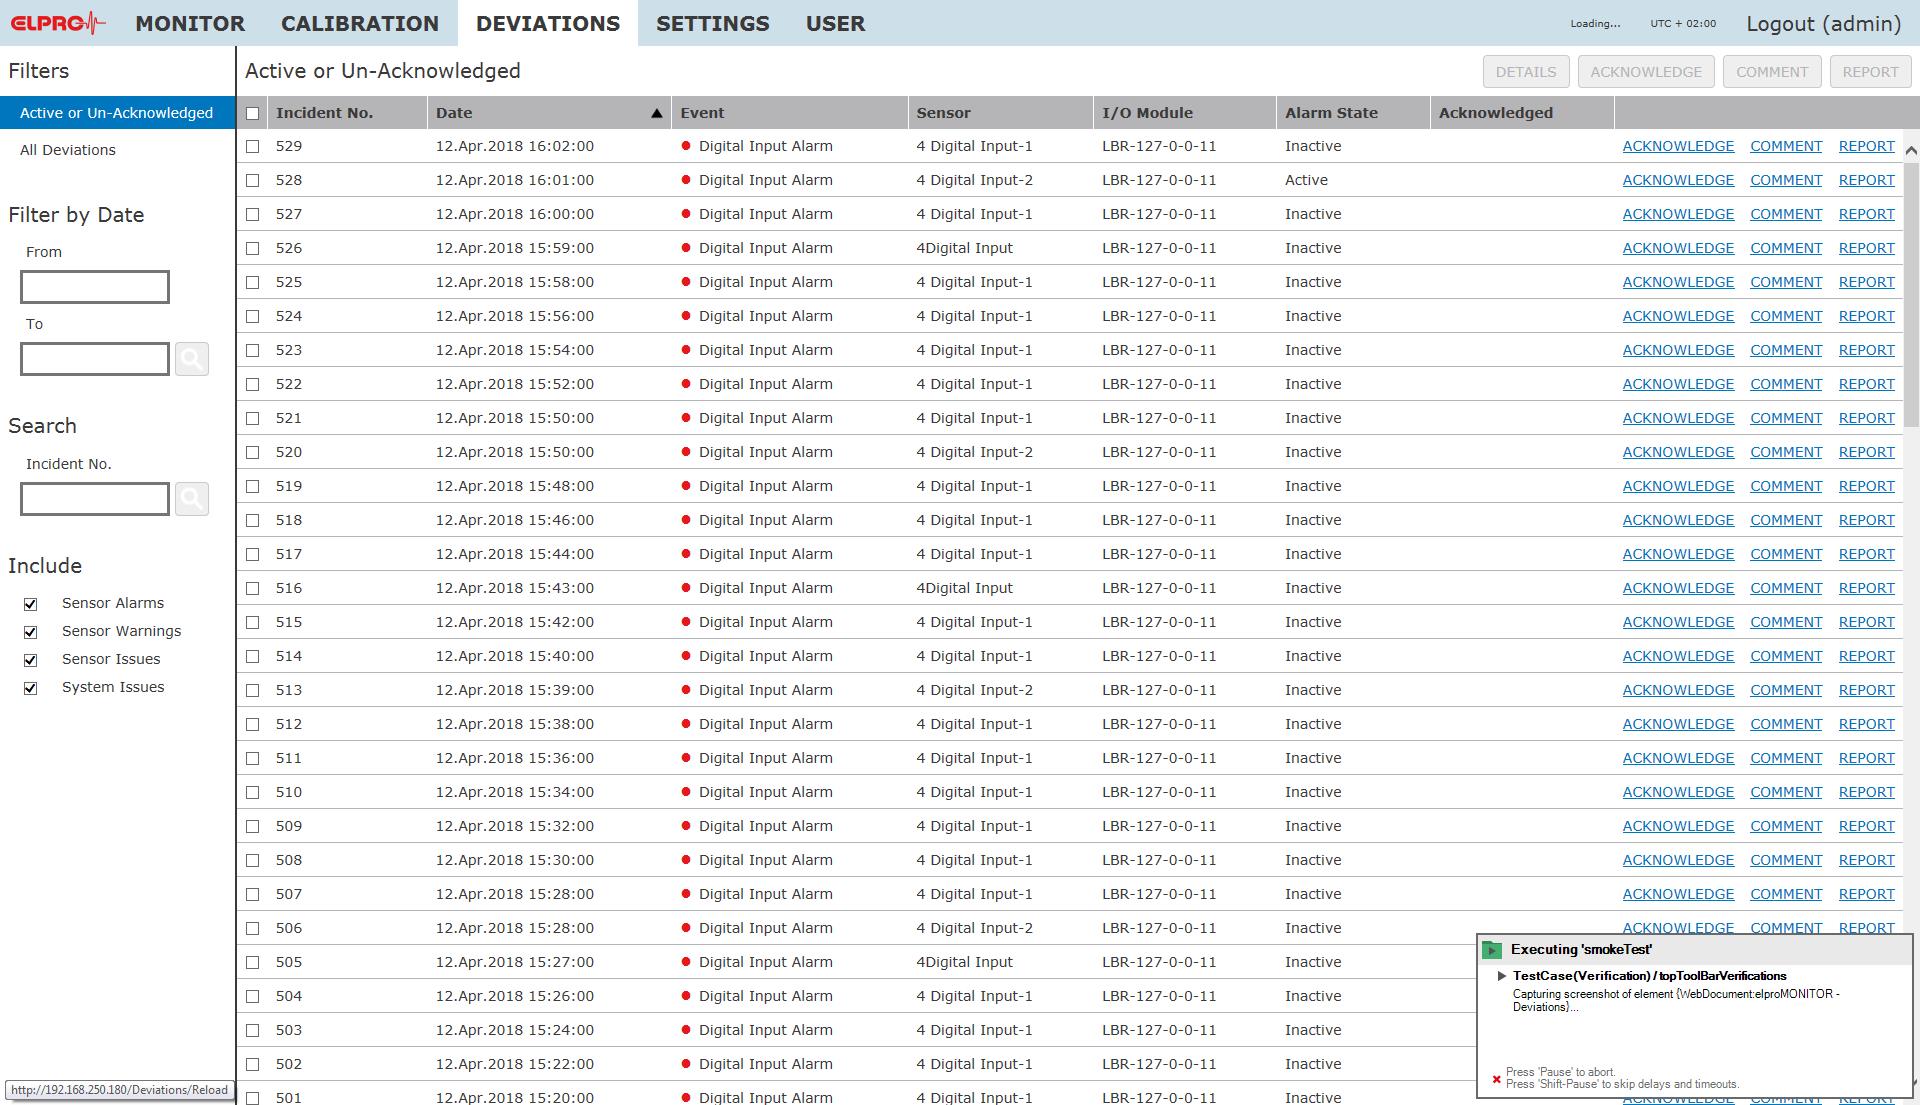 ELPRO MONITOR CALIBRATION DEVIATIONS SETTINGS USER Loading... UTC + 02:00 Logout (admin)
Filters
Active or Un-Acknowledged
All Deviations
Filter by Date
From
To
Search
Incident No.
Include
Sensor Alarms
Sensor Warnings
Sensor Issues
System Issues
Active or Un-Acknowledged DETAILS ACKNOWLEDGE COMMENT REPORT
Incident No. Date Event Sensor I/O Module Alarm State Acknowledged
529 12.Apr.2018 16:02:00 Digital Input Alarm 4 Digital Input-1 LBR-127-0-0-11 Inactive ACKNOWLEDGE COMMENT REPORT
528 12.Apr.2018 16:01:00 Digital Input Alarm 4 Digital Input-2 LBR-127-0-0-11 Active ACKNOWLEDGE COMMENT REPORT
527 12.Apr.2018 16:00:00 Digital Input Alarm 4 Digital Input-1 LBR-127-0-0-11 Inactive ACKNOWLEDGE COMMENT REPORT
526 12.Apr.2018 15:59:00 Digital Input Alarm 4Digital Input LBR-127-0-0-11 Inactive ACKNOWLEDGE COMMENT REPORT
525 12.Apr.2018 15:58:00 Digital Input Alarm 4 Digital Input-1 LBR-127-0-0-11 Inactive ACKNOWLEDGE COMMENT REPORT
524 12.Apr.2018 15:56:00 Digital Input Alarm 4 Digital Input-1 LBR-127-0-0-11 Inactive ACKNOWLEDGE COMMENT REPORT
523 12.Apr.2018 15:54:00 Digital Input Alarm 4 Digital Input-1 LBR-127-0-0-11 Inactive ACKNOWLEDGE COMMENT REPORT
522 12.Apr.2018 15:52:00 Digital Input Alarm 4 Digital Input-1 LBR-127-0-0-11 Inactive ACKNOWLEDGE COMMENT REPORT
521 12.Apr.2018 15:50:00 Digital Input Alarm 4 Digital Input-1 LBR-127-0-0-11 Inactive ACKNOWLEDGE COMMENT REPORT
520 12.Apr.2018 15:50:00 Digital Input Alarm 4 Digital Input-2 LBR-127-0-0-11 Inactive ACKNOWLEDGE COMMENT REPORT
519 12.Apr.2018 15:48:00 Digital Input Alarm 4 Digital Input-1 LBR-127-0-0-11 Inactive ACKNOWLEDGE COMMENT REPORT
518 12.Apr.2018 15:46:00 Digital Input Alarm 4 Digital Input-1 LBR-127-0-0-11 Inactive ACKNOWLEDGE COMMENT REPORT
517 12.Apr.2018 15:44:00 Digital Input Alarm 4 Digital Input-1 LBR-127-0-0-11 Inactive ACKNOWLEDGE COMMENT REPORT
516 12.Apr.2018 15:43:00 Digital Input Alarm 4Digital Input LBR-127-0-0-11 Inactive ACKNOWLEDGE COMMENT REPORT
515 12.Apr.2018 15:42:00 Digital Input Alarm 4 Digital Input-1 LBR-127-0-0-11 Inactive ACKNOWLEDGE COMMENT REPORT
514 12.Apr.2018 15:40:00 Digital Input Alarm 4 Digital Input-1 LBR-127-0-0-11 Inactive ACKNOWLEDGE COMMENT REPORT
513 12.Apr.2018 15:39:00 Digital Input Alarm 4 Digital Input-2 LBR-127-0-0-11 Inactive ACKNOWLEDGE COMMENT REPORT
512 12.Apr.2018 15:38:00 Digital Input Alarm 4 Digital Input-1 LBR-127-0-0-11 Inactive ACKNOWLEDGE COMMENT REPORT
511 12.Apr.2018 15:36:00 Digital Input Alarm 4 Digital Input-1 LBR-127-0-0-11 Inactive ACKNOWLEDGE COMMENT REPORT
510 12.Apr.2018 15:34:00 Digital Input Alarm 4 Digital Input-1 LBR-127-0-0-11 Inactive ACKNOWLEDGE COMMENT REPORT
509 12.Apr.2018 15:32:00 Digital Input Alarm 4 Digital Input-1 LBR-127-0-0-11 Inactive ACKNOWLEDGE COMMENT REPORT
508 12.Apr.2018 15:30:00 Digital Input Alarm 4 Digital Input-1 LBR-127-0-0-11 Inactive ACKNOWLEDGE COMMENT REPORT
507 12.Apr.2018 15:28:00 Digital Input Alarm 4 Digital Input-1 LBR-127-0-0-11 Inactive ACKNOWLEDGE COMMENT REPORT
506 12.Apr.2018 15:28:00 Digital Input Alarm 4 Digital Input-2 LBR-127-0-0-11 Inactive ACKNOWLEDGE COMMENT REPORT
505 12.Apr.2018 15:27:00 Digital Input Alarm 4Digital Input LBR-127-0-0-11 Inactive
504 12.Apr.2018 15:26:00 Digital Input Alarm 4 Digital Input-1 LBR-127-0-0-11 Inactive
503 12.Apr.2018 15:24:00 Digital Input Alarm 4 Digital Input-1 LBR-127-0-0-11 Inactive
502 12.Apr.2018 15:22:00 Digital Input Alarm 4 Digital Input-1 LBR-127-0-0-11 Inactive
501 12.Apr.2018 15:20:00 Digital Input Alarm 4 Digital Input-1 LBR-127-0-0-11 Inactive ACKNOWLEDGE COMMENT REPORT
Executing 'smokeTest'
TestCase(Verification) / topToolBarVerifications
Capturing screenshot of element {WebDocument:elproMONITOR -
Deviations}...
Press 'Pause' to abort.
Press 'Shift-Pause' to skip delays and timeouts.
http://192.168.250.180/Deviations/Reload